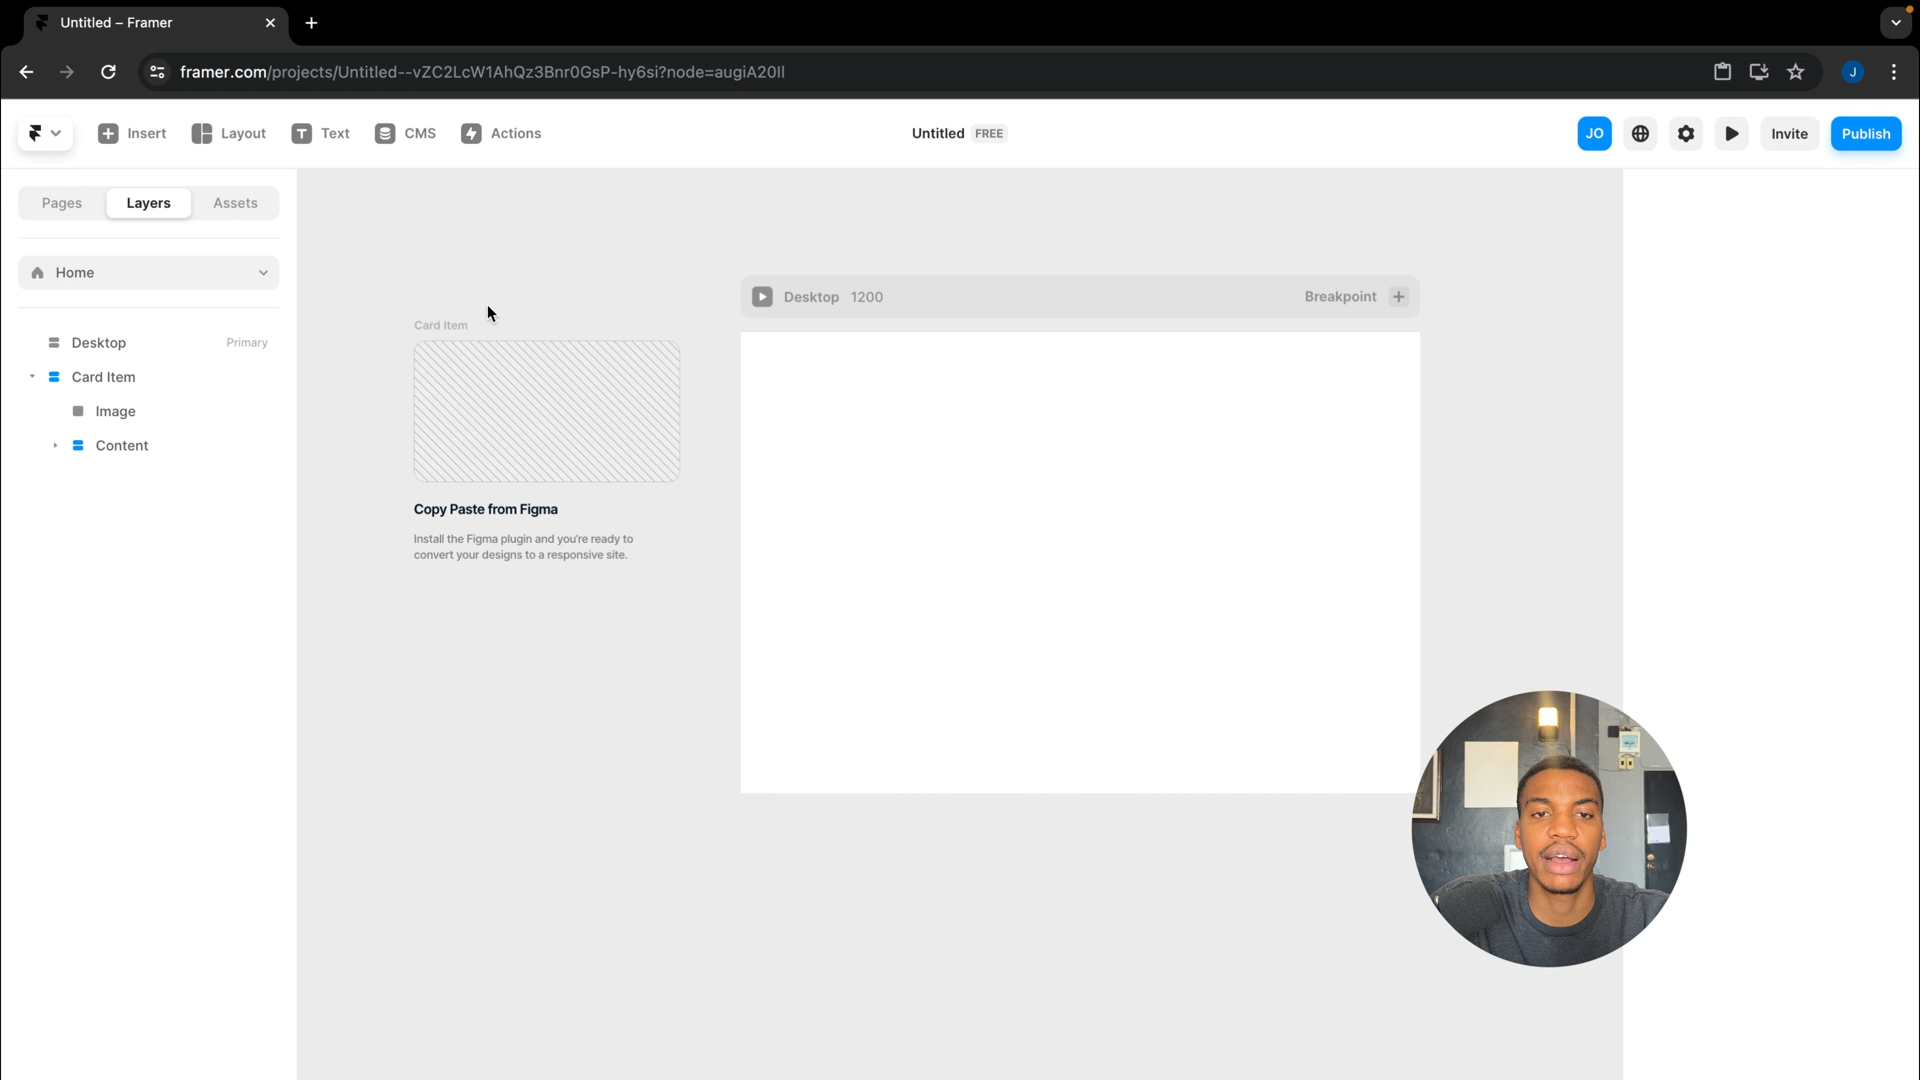 Untitled – Framer
framer.com/projects/Untitled--vZC2LcW1AhQz3Bnr0GsP-hy6si?node=augiA20Il
J
Insert
Layout
Text
CMS
Actions
Untitled FREE
JO
Invite
Publish
Pages
Layers
Assets
Home
Desktop
Primary
Card Item
Image
Content
Card Item
Copy Paste from Figma
Install the Figma plugin and you're ready to
convert your designs to a responsive site.
Desktop 1200
Breakpoint